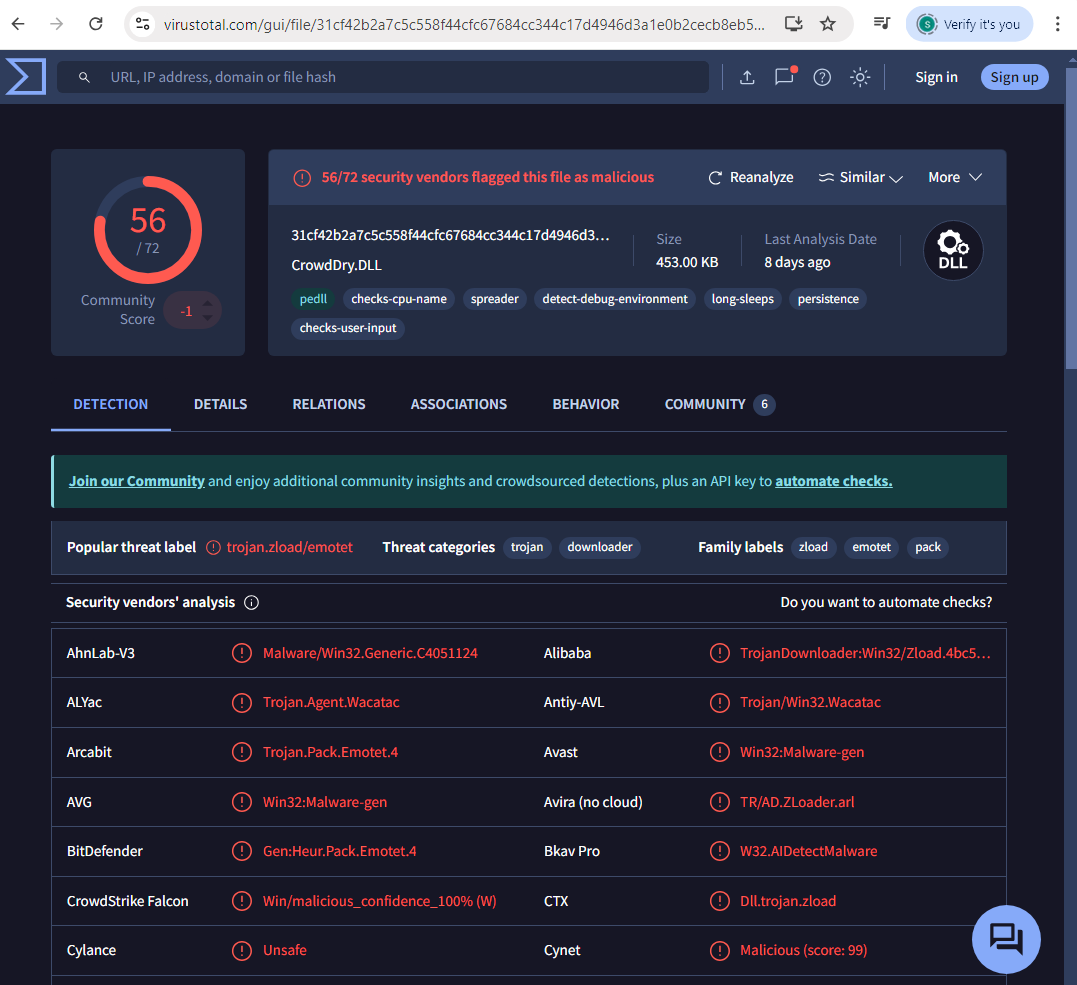 virustotal.com/gui/file/31cf42b2a7c5c558f44cfc67684cc344c17d4946d3a1e0b2cecb8eb5...
S Verify it's you
URL, IP address, domain or file hash
Sign in
Sign up
56
/ 72
Community Score
-1
56/72 security vendors flagged this file as malicious
Reanalyze
Similar
More
31cf42b2a7c5c558f44cfc67684cc344c17d4946d3...
CrowdDry.DLL
Size
453.00 KB
Last Analysis Date
8 days ago
DLL
pedll checks-cpu-name spreader detect-debug-environment long-sleeps persistence
checks-user-input
DETECTION DETAILS RELATIONS ASSOCIATIONS BEHAVIOR COMMUNITY 6
Join our Community and enjoy additional community insights and crowdsourced detections, plus an API key to automate checks.
Popular threat label trojan.zload/emotet Threat categories trojan downloader Family labels zload emotet pack
Security vendors' analysis Do you want to automate checks?
AhnLab-V3 Malware/Win32.Generic.C4051124 Alibaba TrojanDownloader:Win32/Zload.4bc5...
ALYac Trojan.Agent.Wacatac Antiy-AVL Trojan/Win32.Wacatac
Arcabit Trojan.Pack.Emotet.4 Avast Win32:Malware-gen
AVG Win32:Malware-gen Avira (no cloud) TR/AD.ZLoader.arl
BitDefender Gen:Heur.Pack.Emotet.4 Bkav Pro W32.AIDetectMalware
CrowdStrike Falcon Win/malicious_confidence_100% (W) CTX Dll.trojan.zload
Cylance Unsafe Cynet Malicious (score: 99)